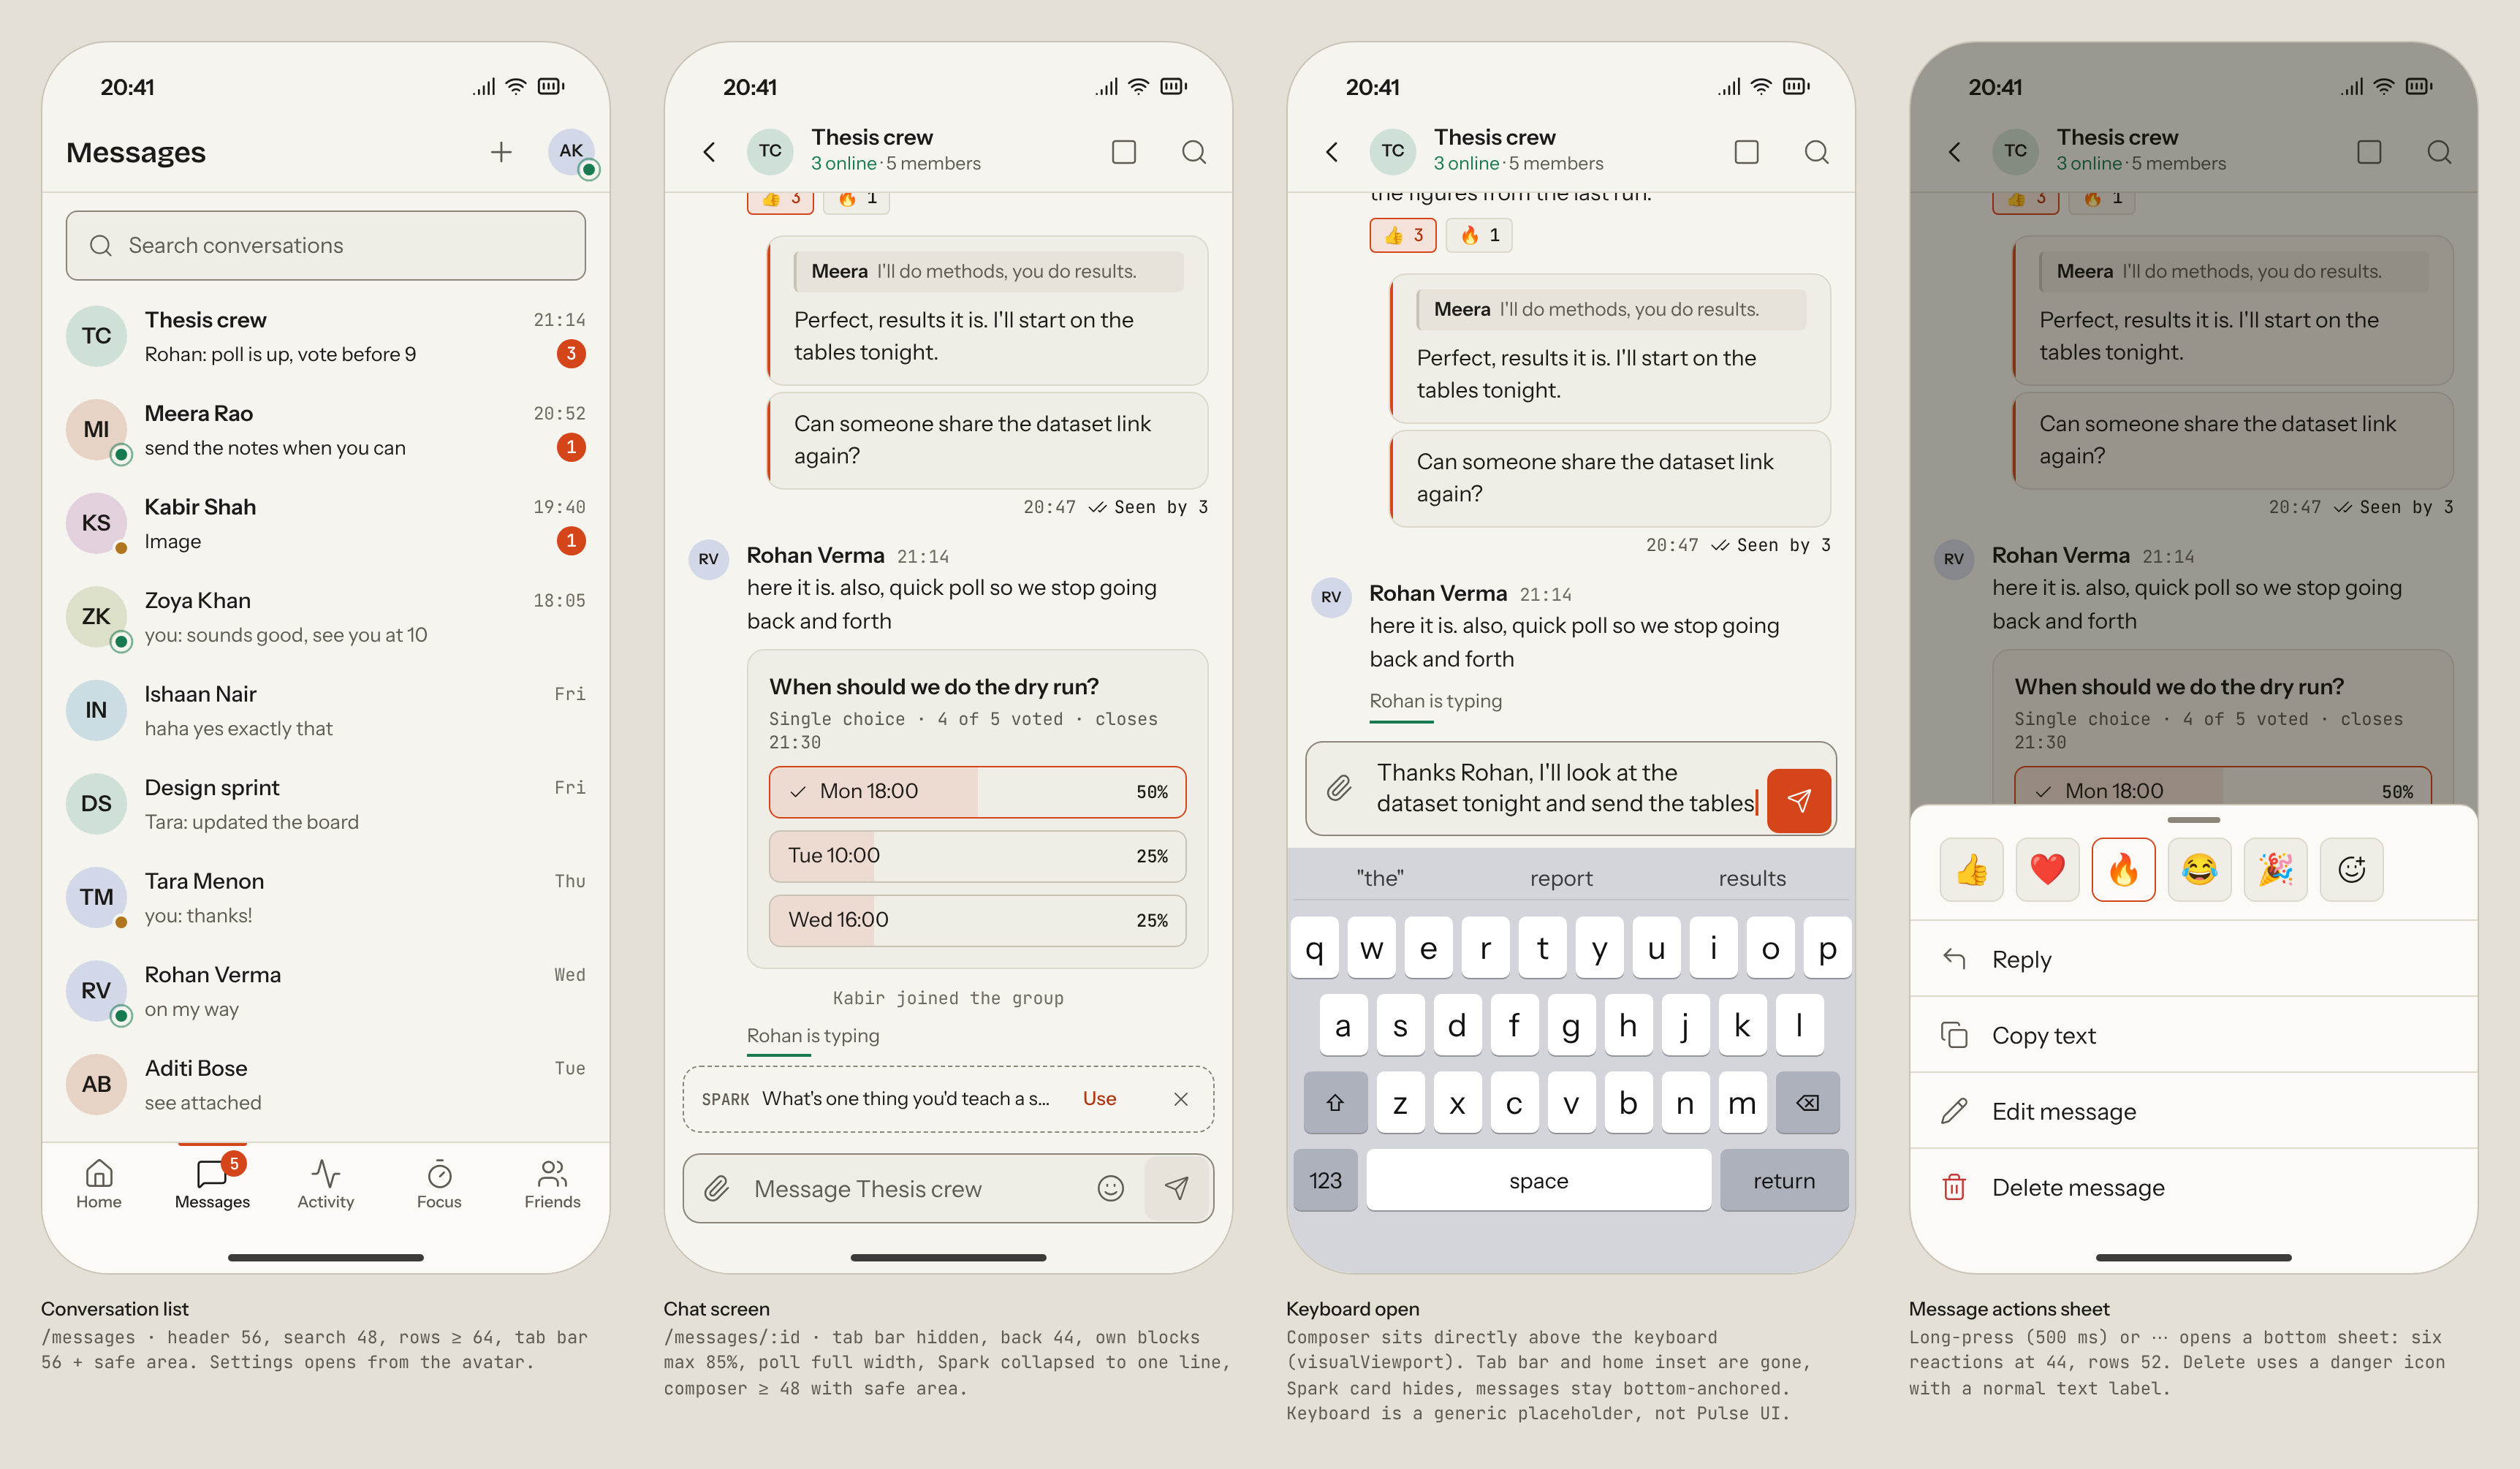 20:41
Messages
AK
Search conversations
TC
Thesis crew
21:14
Rohan: poll is up, vote before 9
3
MI
Meera Rao
20:52
send the notes when you can
1
KS
Kabir Shah
19:40
Image
1
ZK
Zoya Khan
18:05
you: sounds good, see you at 10
IN
Ishaan Nair
Fri
haha yes exactly that
DS
Design sprint
Fri
Tara: updated the board
TM
Tara Menon
Thu
you: thanks!
RV
Rohan Verma
Wed
on my way
AB
Aditi Bose
Tue
see attached
5
Home
Messages
Activity
Focus
Friends
Conversation list
/messages · header 56, search 48, rows ≥ 64, tab bar
56 + safe area. Settings opens from the avatar.
20:41
TC
Thesis crew
3 online · 5 members
👍 3
🔥 1
Meera I'll do methods, you do results.
Perfect, results it is. I'll start on the
tables tonight.
Can someone share the dataset link
again?
20:47 Seen by 3
RV
Rohan Verma 21:14
here it is. also, quick poll so we stop going
back and forth
When should we do the dry run?
Single choice · 4 of 5 voted · closes
21:30
Mon 18:00
50%
Tue 10:00
25%
Wed 16:00
25%
Kabir joined the group
Rohan is typing
SPARK What's one thing you'd teach a s... Use
Message Thesis crew
Chat screen
/messages/:id · tab bar hidden, back 44, own blocks
max 85%, poll full width, Spark collapsed to one line,
composer ≥ 48 with safe area.
20:41
TC
Thesis crew
3 online · 5 members
the figures from the last run.
👍 3
🔥 1
Meera I'll do methods, you do results.
Perfect, results it is. I'll start on the
tables tonight.
Can someone share the dataset link
again?
20:47 Seen by 3
RV
Rohan Verma 21:14
here it is. also, quick poll so we stop going
back and forth
Rohan is typing
Thanks Rohan, I'll look at the
dataset tonight and send the tables
"the" report results
q w e r t y u i o p
a s d f g h j k l
z x c v b n m
123 space return
Keyboard open
Composer sits directly above the keyboard
(visualViewport). Tab bar and home inset are gone,
Spark card hides, messages stay bottom-anchored.
Keyboard is a generic placeholder, not Pulse UI.
20:41
TC
Thesis crew
3 online · 5 members
👍 3
🔥 1
Meera I'll do methods, you do results.
Perfect, results it is. I'll start on the
tables tonight.
Can someone share the dataset link
again?
20:47 Seen by 3
RV
Rohan Verma 21:14
here it is. also, quick poll so we stop going
back and forth
When should we do the dry run?
Single choice · 4 of 5 voted · closes
21:30
Mon 18:00
50%
👍 ❤️ 🔥 😂 🎉
Reply
Copy text
Edit message
Delete message
Message actions sheet
Long-press (500 ms) or ··· opens a bottom sheet: six
reactions at 44, rows 52. Delete uses a danger icon
with a normal text label.